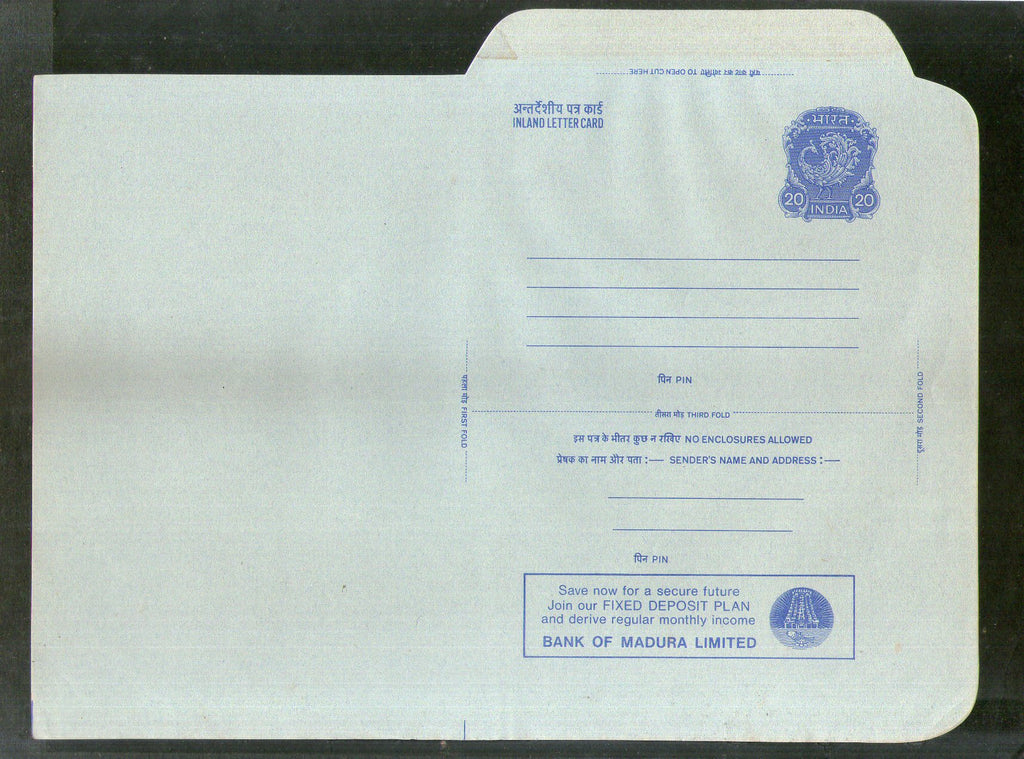 यहाँ काट कर खोलिए TO OPEN CUT HERE
अन्तर्देशीय पत्र कार्ड
INLAND LETTER CARD
भारत
20 20
INDIA
पिन PIN
पहला मोड़ FIRST FOLD
तीसरा मोड़ THIRD FOLD
दूसरा मोड़ SECOND FOLD
इस पत्र के भीतर कुछ न रखिए NO ENCLOSURES ALLOWED
प्रेषक का नाम और पता :— SENDER'S NAME AND ADDRESS :—
पिन PIN
Save now for a secure future
Join our FIXED DEPOSIT PLAN
and derive regular monthly income
BANK OF MADURA LIMITED